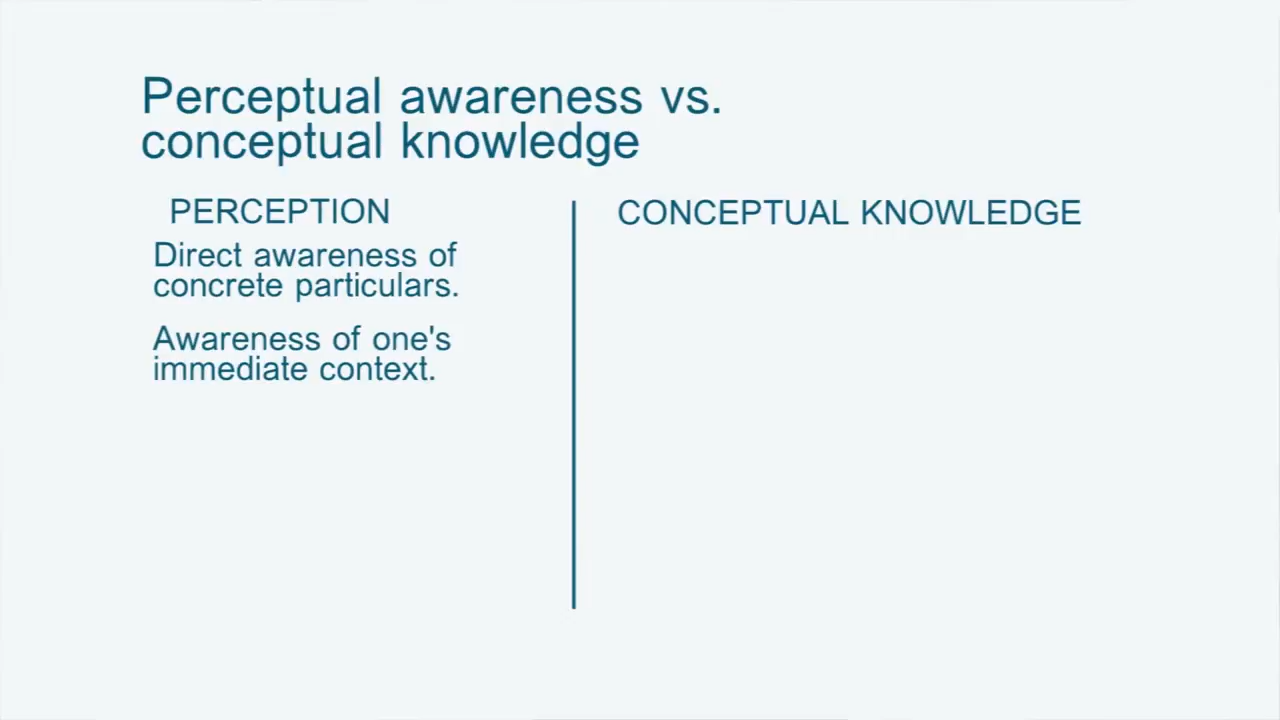 Perceptual awareness vs.
conceptual knowledge
PERCEPTION
Direct awareness of
concrete particulars.
Awareness of one's
immediate context.
CONCEPTUAL KNOWLEDGE